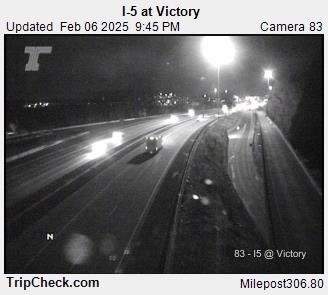 I-5 at Victory
Updated  Feb 06 2025  9:45 PM
Camera 83
T
N
83 - I5 @ Victory
TripCheck.com
Milepost306.80